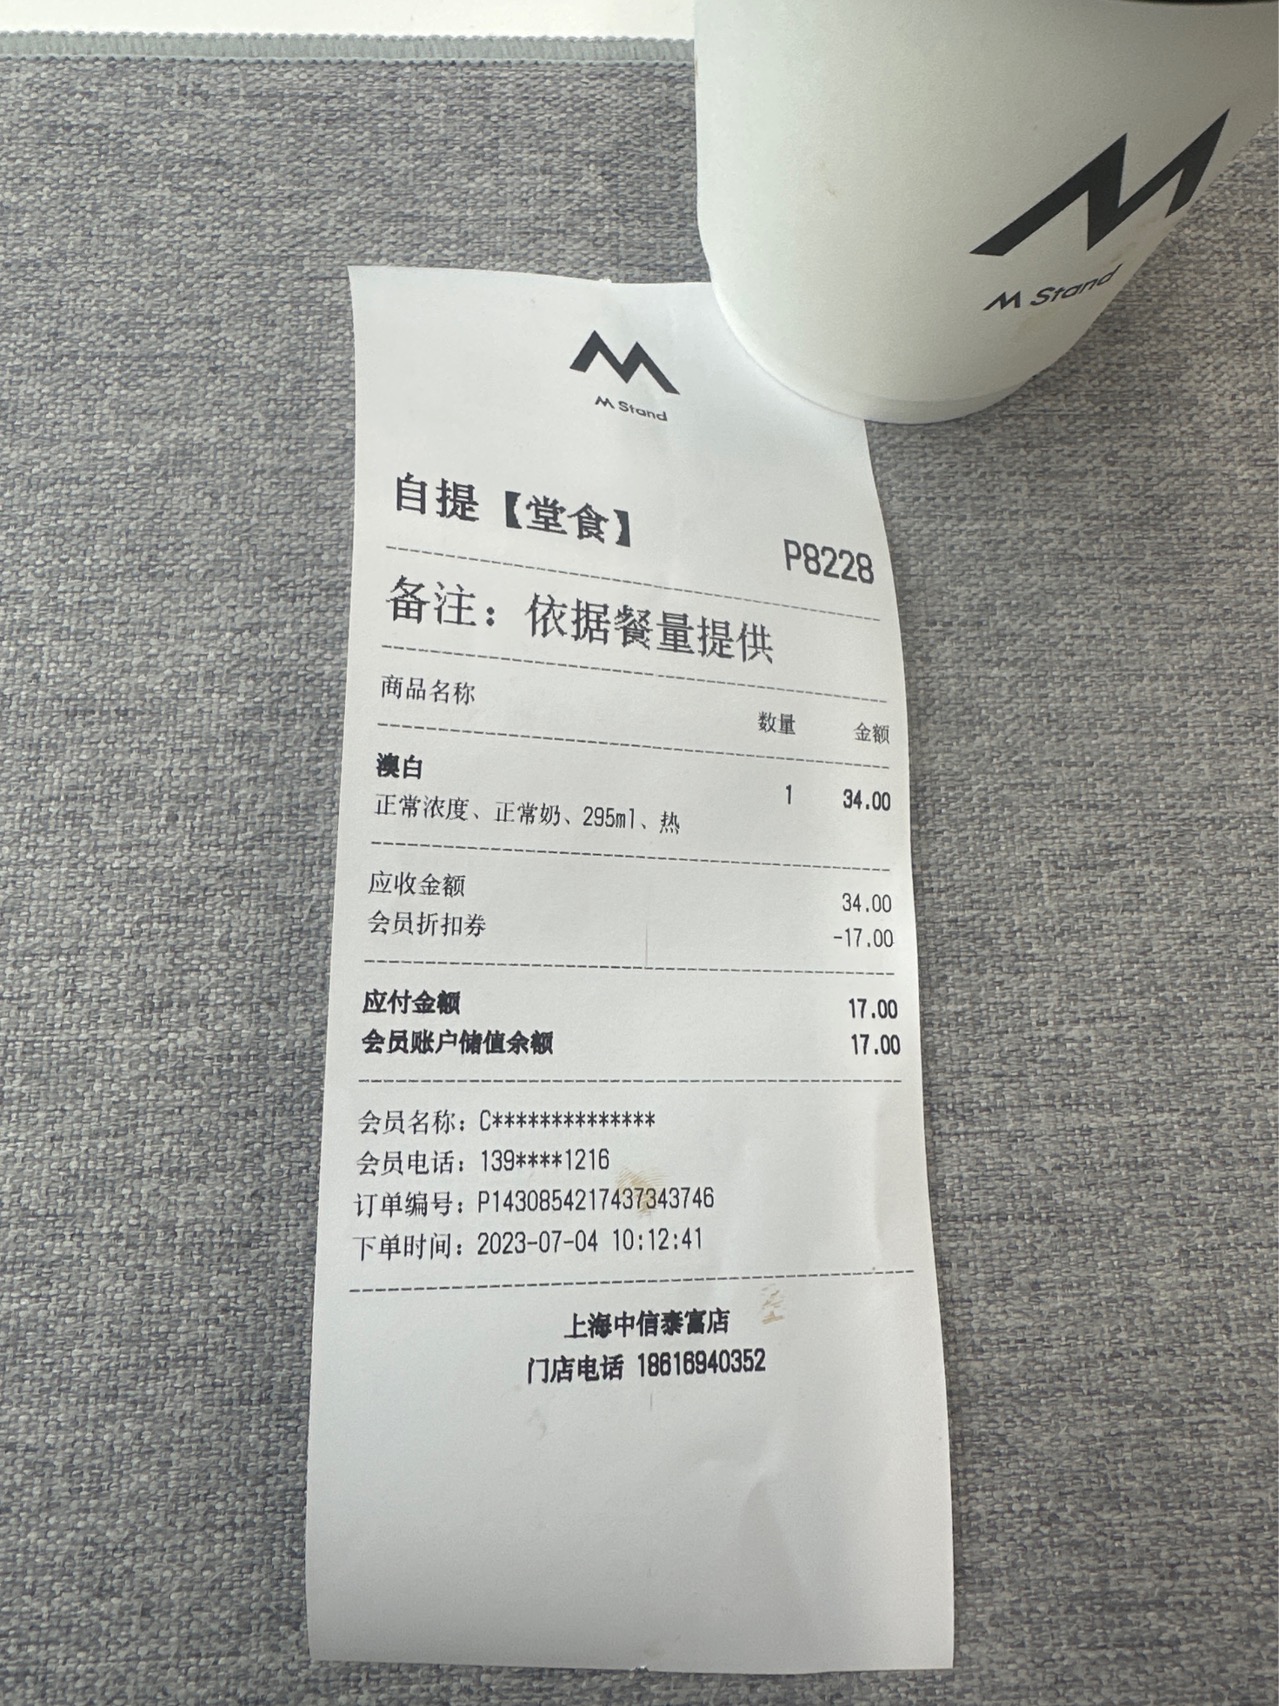 M Stand
M Stand
自提【堂食】 P8228
备注：依据餐量提供
商品名称 数量 金额
澳白 1 34.00
正常浓度、正常奶、295ml、热
应收金额 34.00
会员折扣券 -17.00
应付金额 17.00
会员账户储值余额 17.00
会员名称：C**************
会员电话：139****1216
订单编号：P1430854217437343746
下单时间：2023-07-04 10:12:41
上海中信泰富店
门店电话 18616940352